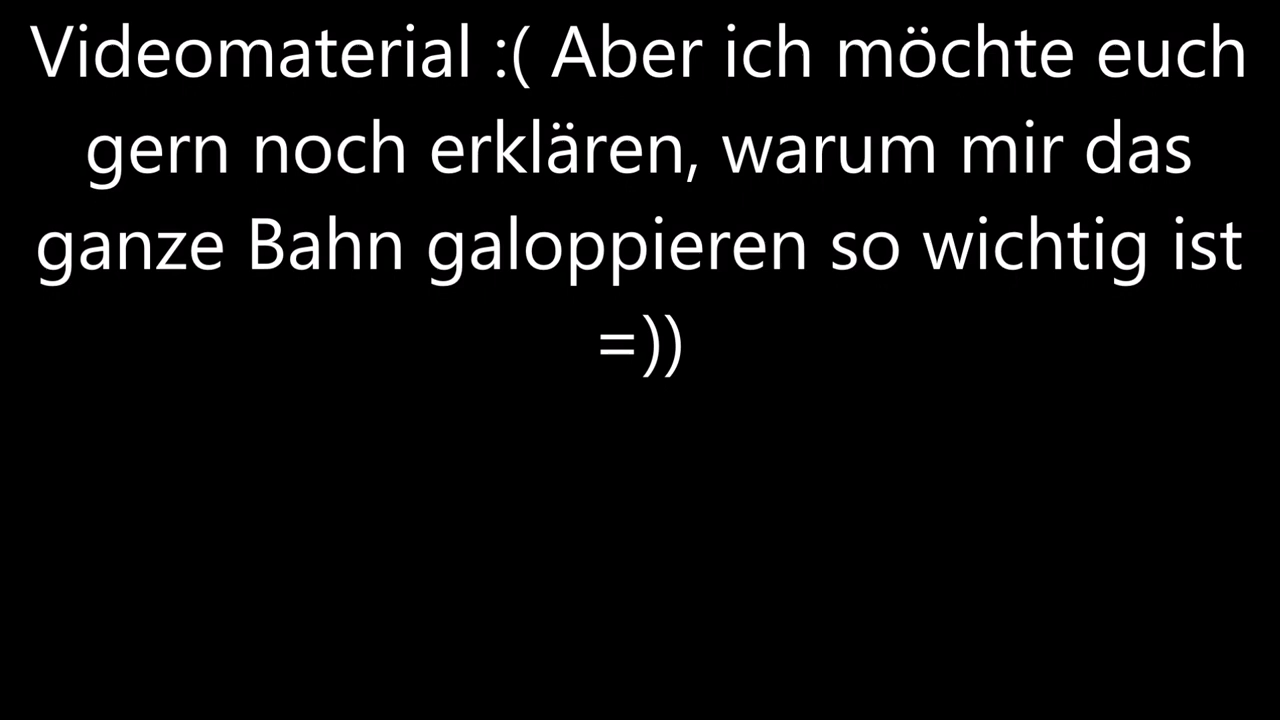 Videomaterial :( Aber ich möchte euch
gern noch erklären, warum mir das
ganze Bahn galoppieren so wichtig ist
=))